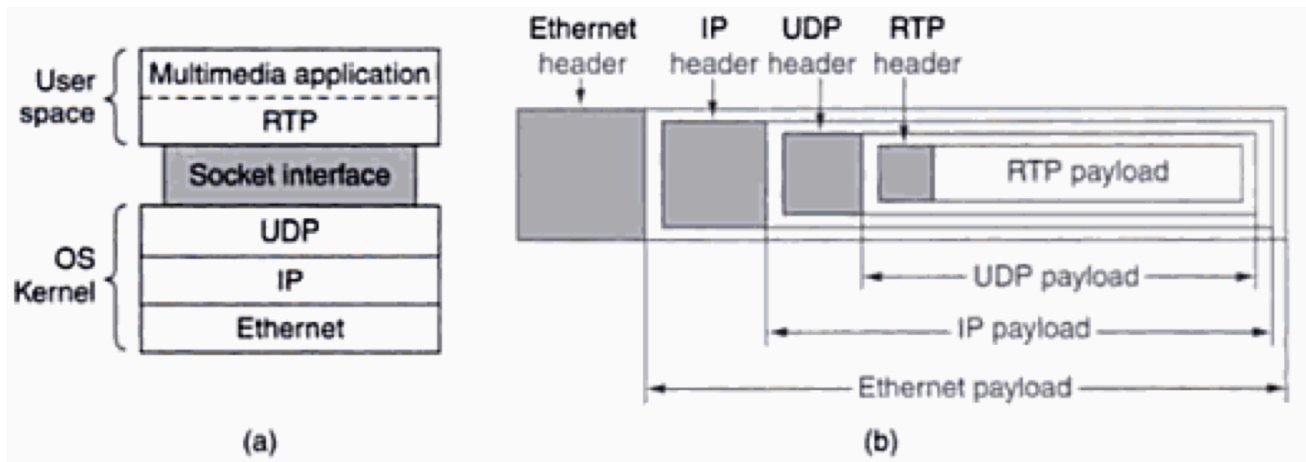 User
space
Multimedia application
RTP
Socket interface
OS
Kernel
UDP
IP
Ethernet
(a)
Ethernet
header
IP
header
UDP
header
RTP
header
RTP payload
UDP payload
IP payload
Ethernet payload
(b)